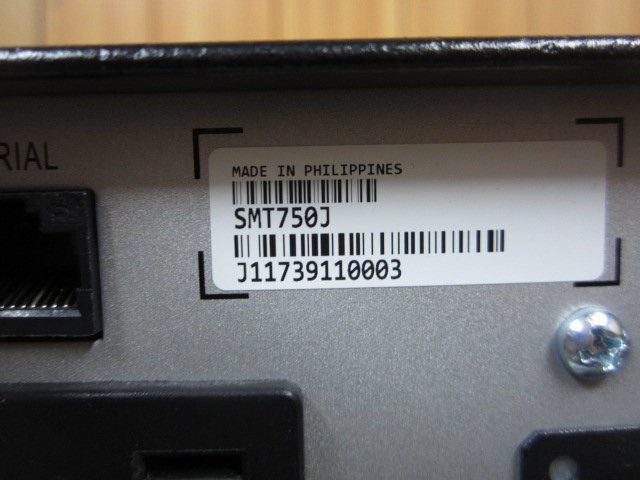 RIAL
MADE IN PHILIPPINES
SMT750J
J11739110003